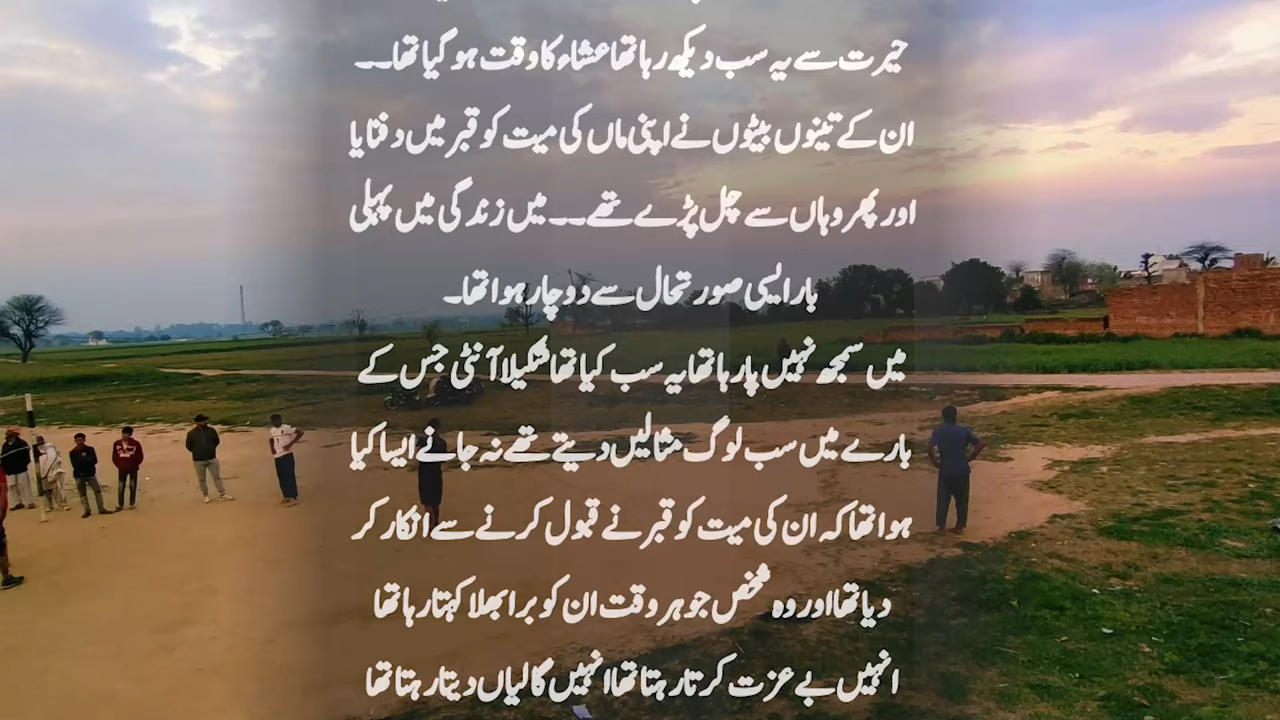 حیرت سے یہ سب دیکھ رہا تھا عشاء کا وقت ہو گیا تھا۔۔
ان کے تینوں بیٹوں نے اپنی ماں کی میت کو قبر میں دفنایا
اور پھر وہاں سے چل پڑے تھے۔۔ میں زندگی میں پہلی
بار ایسی صورتحال سے دوچار ہوا تھا۔
میں سمجھ نہیں پا رہا تھا یہ سب کیا تھا شکیلا آنٹی جس کے
بارے میں سب لوگ مثالیں دیتے تھے نہ جانے ایسا کیا
ہوا تھا کہ ان کی میت کو قبر نے قبول کرنے سے انکار کر
دیا تھا اور وہ شخص جو ہر وقت ان کو برا بھلا کہتا رہا تھا
انہیں بے عزت کرتا رہتا تھا انہیں گالیاں دیتا رہتا تھا